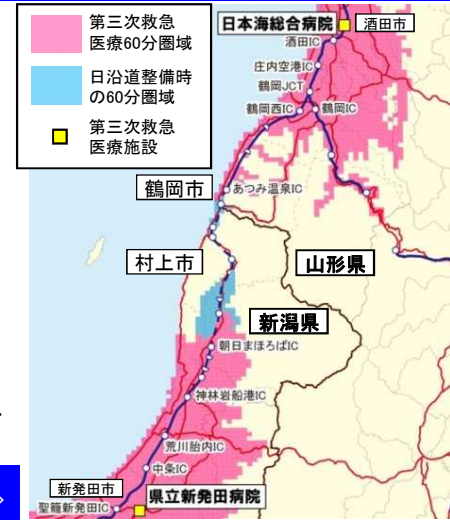 第三次救急
医療60分圏域
日沿道整備時
の60分圏域
第三次救急
医療施設
日本海総合病院
酒田市
酒田IC
庄内空港IC
鶴岡JCT
鶴岡西IC
鶴岡IC
鶴岡市
あつみ温泉IC
村上市
山形県
新潟県
朝日まほろばIC
神林岩船港IC
荒川胎内IC
中条IC
新発田市
県立新発田病院
聖籠新発田IC